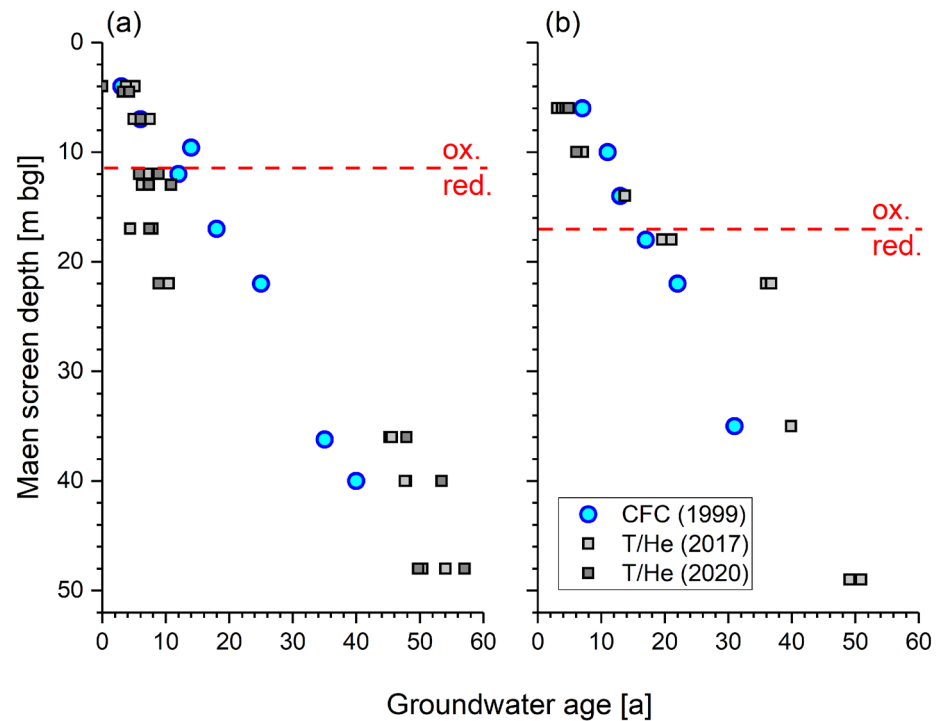 (a)
(b)
0
10
20
30
40
50
Maen screen depth [m bgl]
ox.
red.
ox.
red.
CFC (1999)
T/He (2017)
T/He (2020)
0 10 20 30 40 50 60
0 10 20 30 40 50 60
Groundwater age [a]